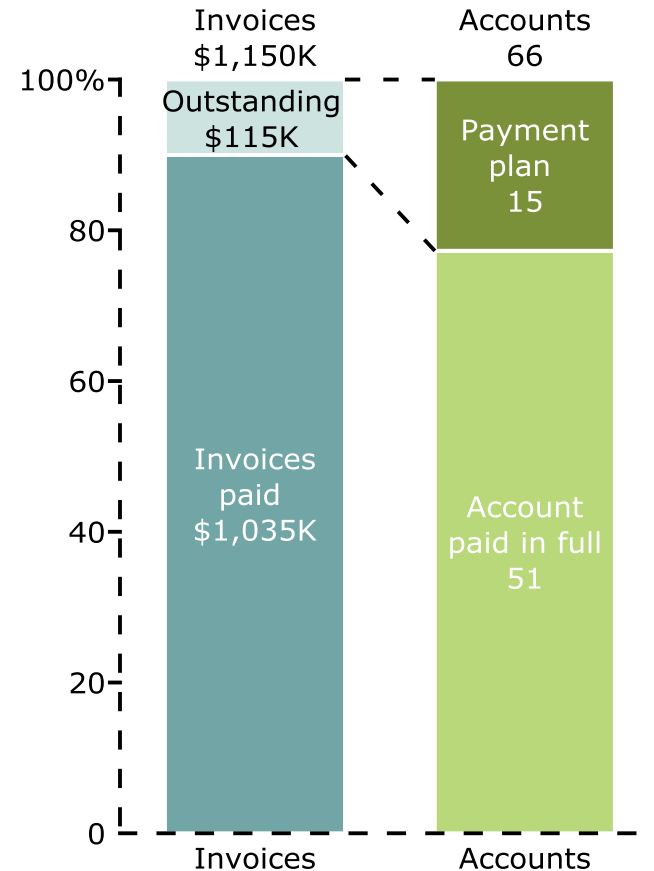 Invoices
$1,150K
Accounts
66
100%
80
60
40
20
0
Outstanding
$115K
Invoices
paid
$1,035K
Payment
plan
15
Account
paid in full
51
Invoices
Accounts